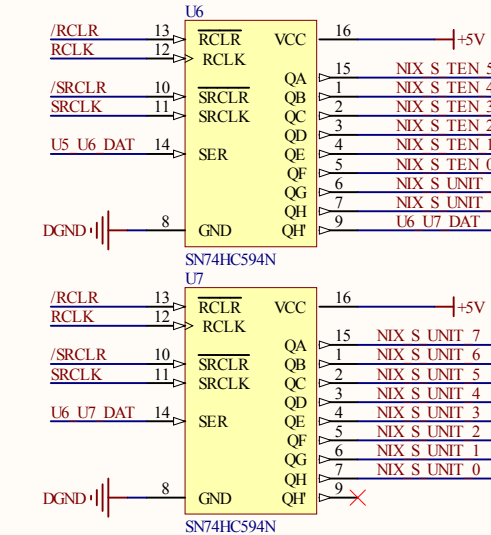 U6
/RCLR 13 RCLR VCC 16 +5V
RCLK 12 RCLK
QA 15 NIX S TEN 5
/SRCLR 10 SRCLR QB 1 NIX S TEN 4
SRCLK 11 SRCLK QC 2 NIX S TEN 3
QD 3 NIX S TEN 2
U5 U6 DAT 14 SER QE 4 NIX S TEN 1
QF 5 NIX S TEN 0
QG 6 NIX S UNIT
QH 7 NIX S UNIT
DGND 8 GND QH' 9 U6 U7 DAT
SN74HC594N
U7
/RCLR 13 RCLR VCC 16 +5V
RCLK 12 RCLK
QA 15 NIX S UNIT 7
/SRCLR 10 SRCLR QB 1 NIX S UNIT 6
SRCLK 11 SRCLK QC 2 NIX S UNIT 5
QD 3 NIX S UNIT 4
U6 U7 DAT 14 SER QE 4 NIX S UNIT 3
QF 5 NIX S UNIT 2
QG 6 NIX S UNIT 1
QH 7 NIX S UNIT 0
DGND 8 GND QH' 9
SN74HC594N